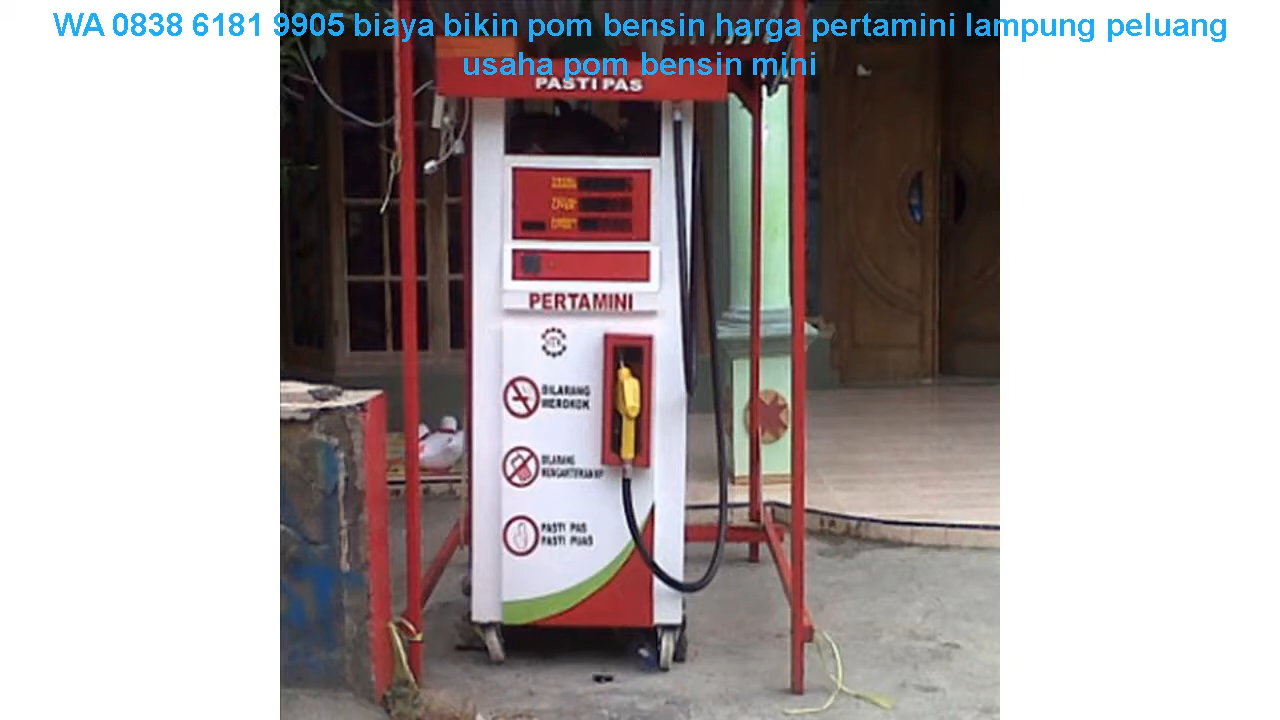 WA 0838 6181 9905 biaya bikin pom bensin harga pertamini lampung peluang
usaha pom bensin mini
PASTI PAS
PERTAMINI
DILARANG
MEROKOK
DILARANG
PASTI PAS
PASTI PUAS